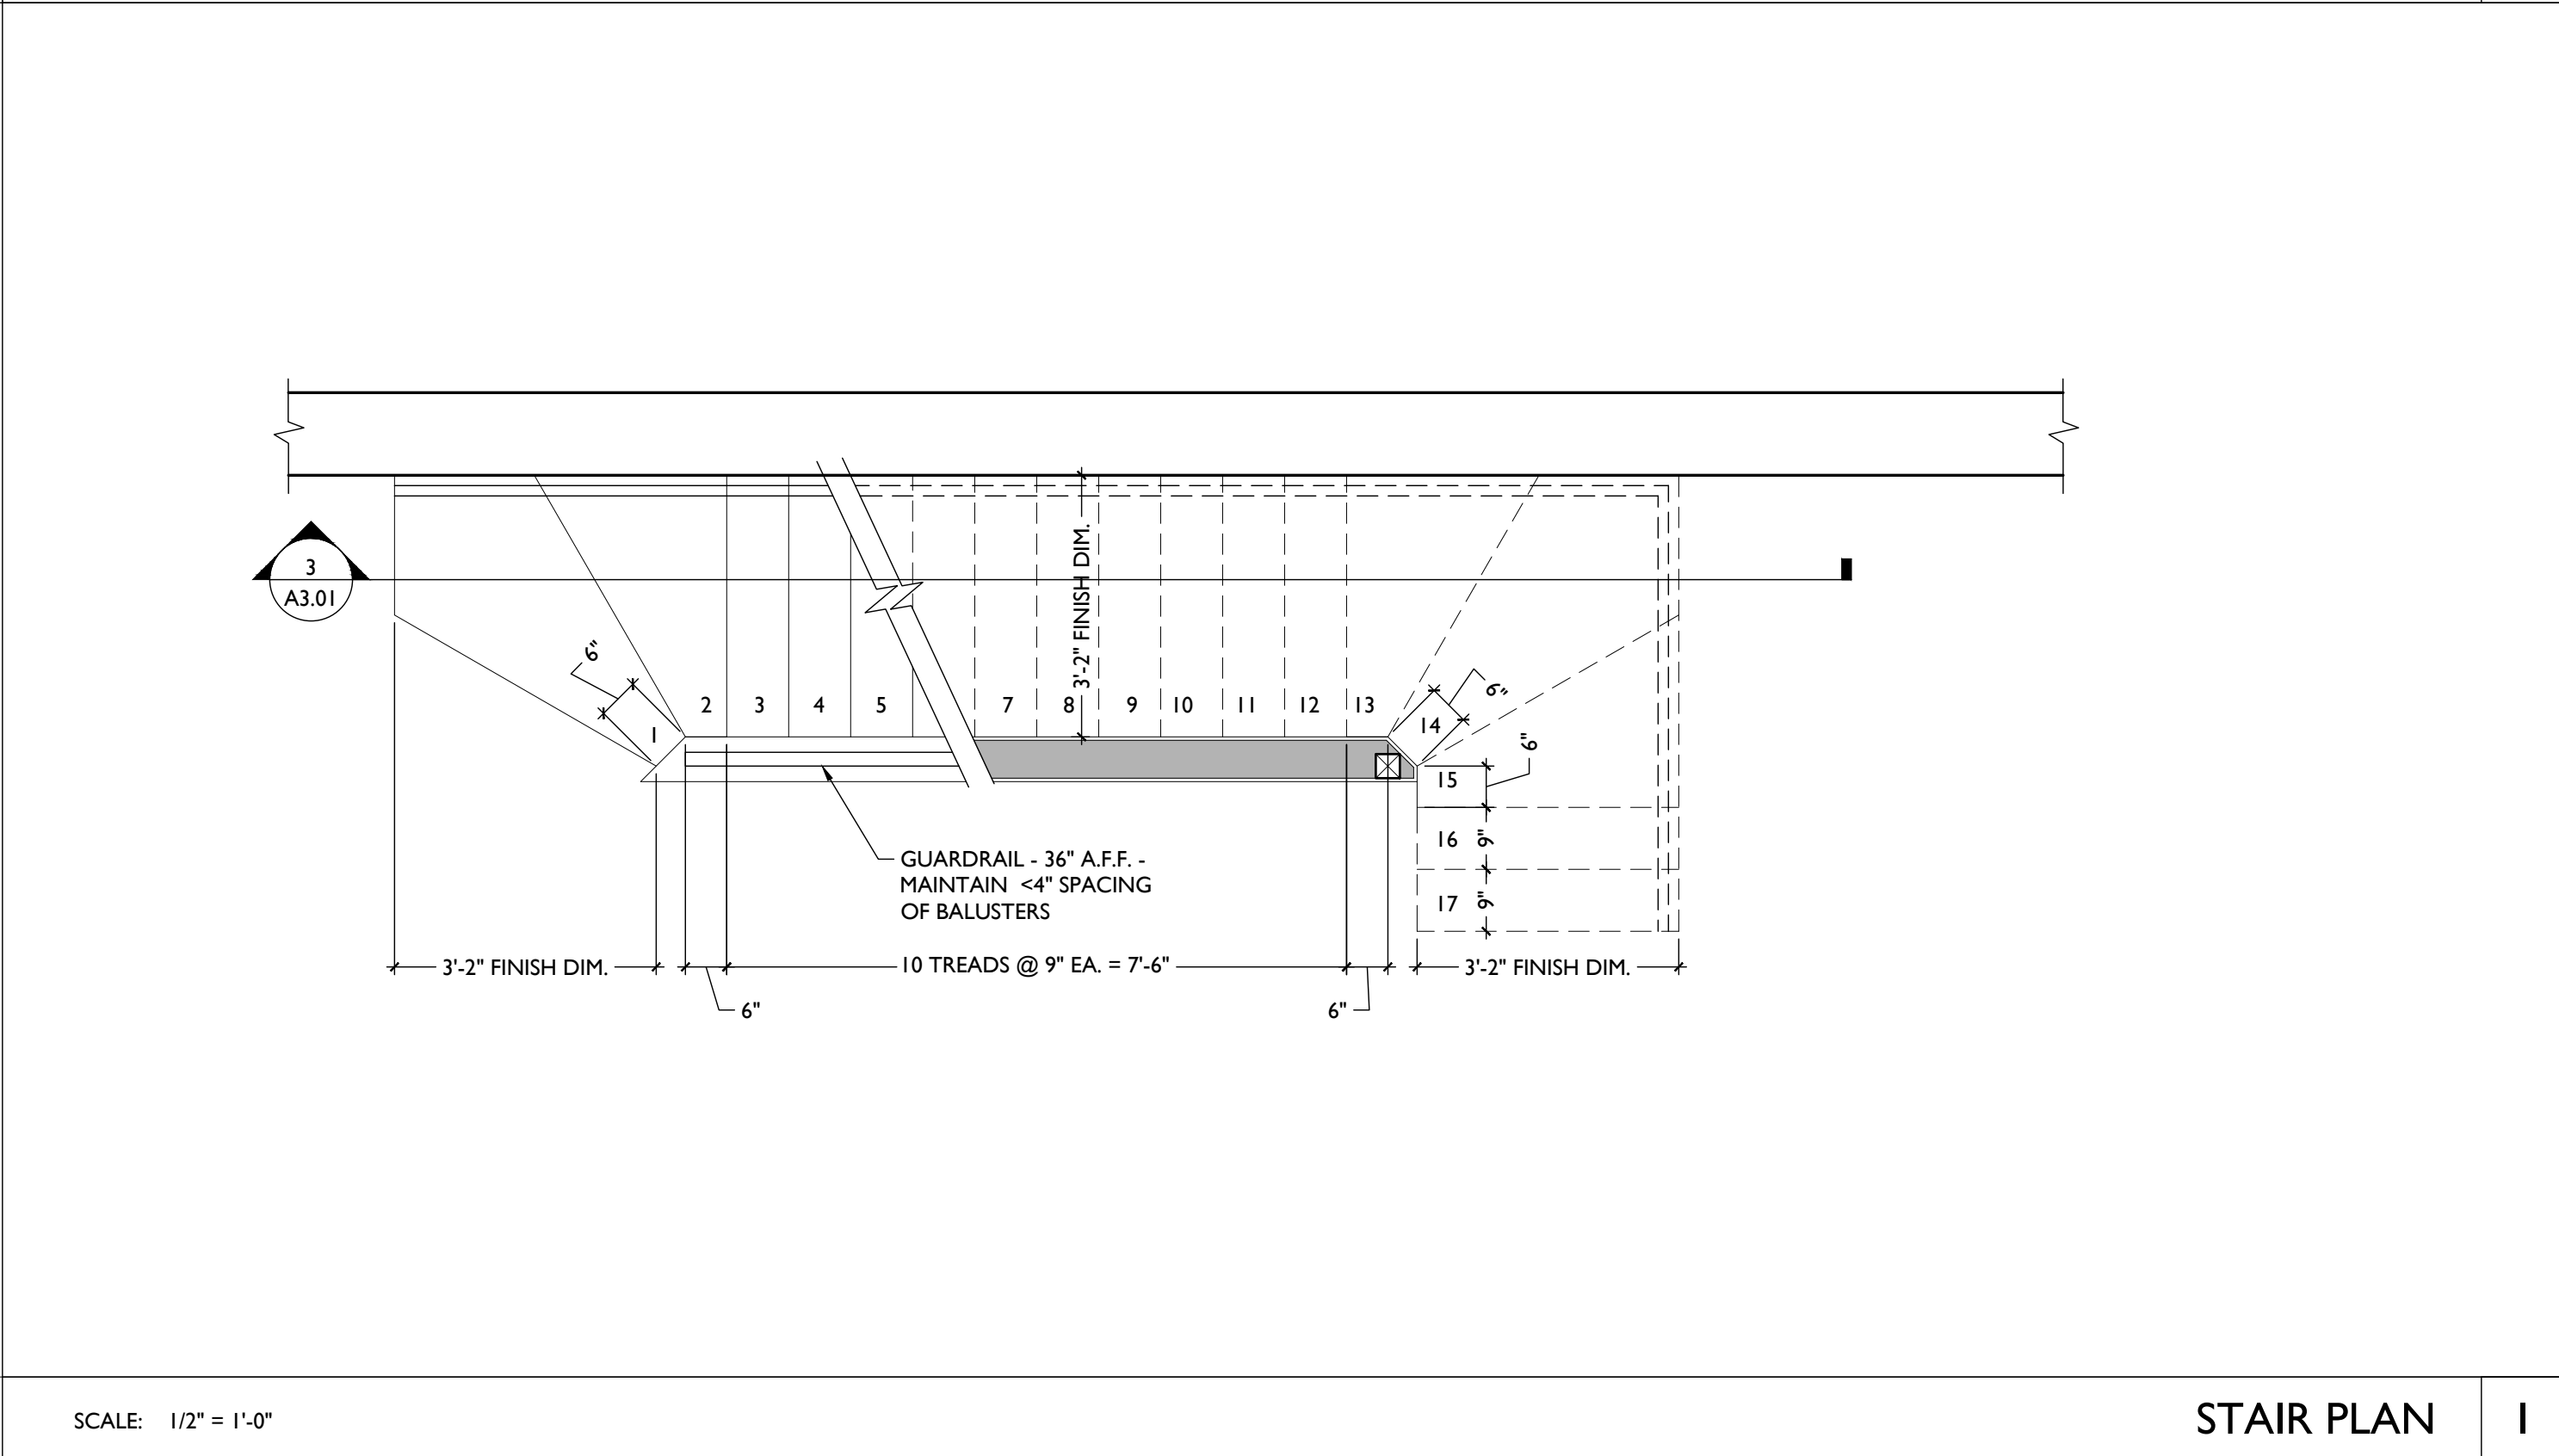 3
A3.01
3'-2" FINISH DIM.
6"
6"
2
3
4
5
7
8
9
10
11
12
13
1
14
6"
15
16
9"
17
9"
GUARDRAIL - 36" A.F.F. -
MAINTAIN <4" SPACING
OF BALUSTERS
3'-2" FINISH DIM.
10 TREADS @ 9" EA. = 7'-6"
3'-2" FINISH DIM.
6"
6"
SCALE: 1/2" = 1'-0"
STAIR PLAN
1